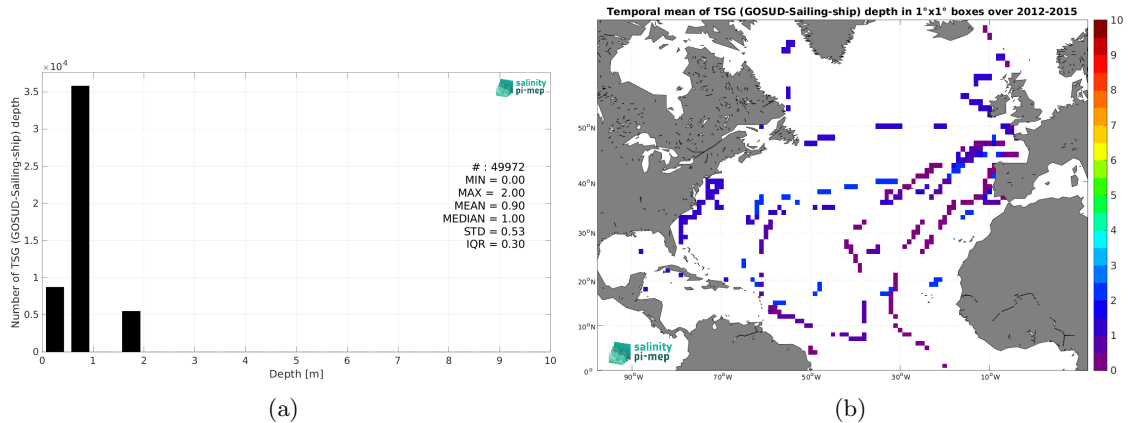 ×10⁴
3.5
3
2.5
2
1.5
1
0.5
0
0 1 2 3 4 5 6 7 8 9 10
Number of TSG (GOSUD-Sailing-ship) depth
Depth [m]
salinity
pi-mep
# : 49972
MIN = 0.00
MAX = 2.00
MEAN = 0.90
MEDIAN = 1.00
STD = 0.53
IQR = 0.30
(a)
Temporal mean of TSG (GOSUD-Sailing-ship) depth in 1°x1° boxes over 2012-2015
50°N
40°N
30°N
20°N
10°N
0°
90°W 70°W 50°W 30°W 10°W
salinity
pi-mep
10
9
8
7
6
5
4
3
2
1
0
(b)